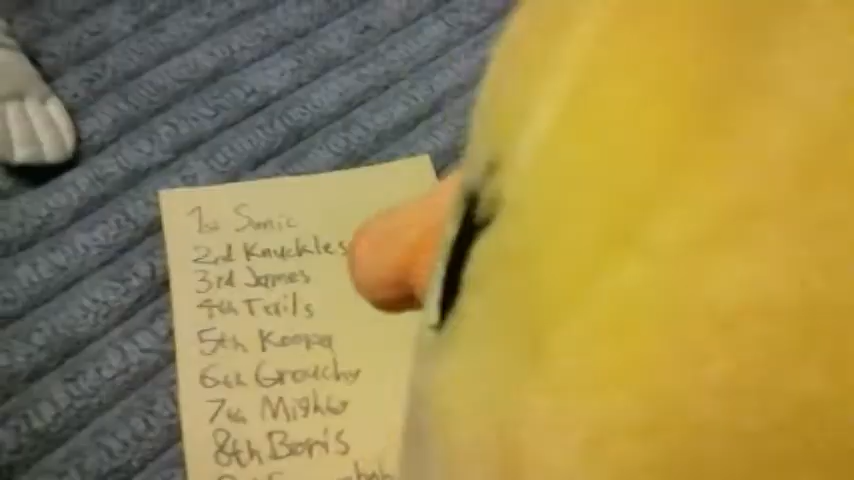 1st Sonic
2nd Knuckles
3rd James
4th Tails
5th Koopa
6th Grouchy
7th Mighty
8th Boris